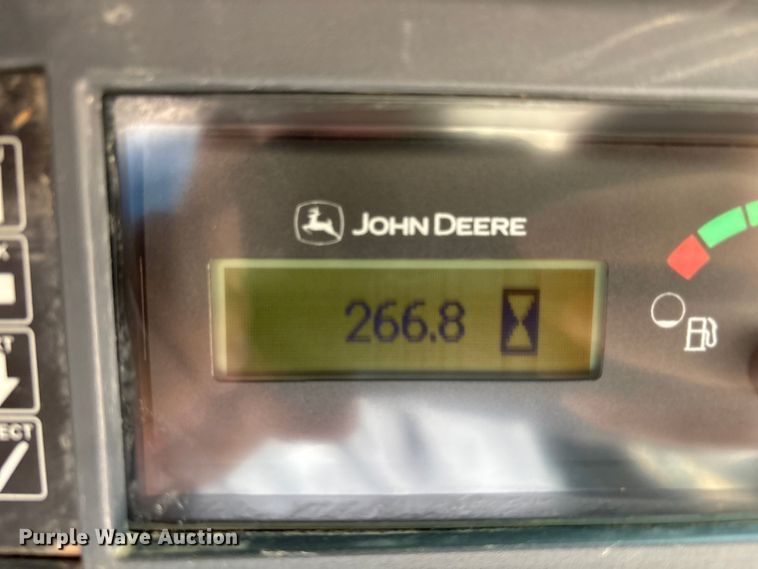 JOHN DEERE
266.8
Purple Wave Auction